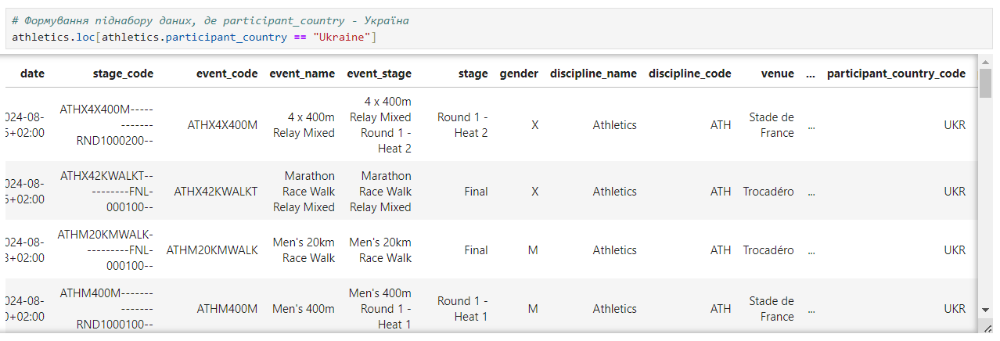 # Формування піднабору даних, де participant_country - Україна
athletics.loc[athletics.participant_country == "Ukraine"]
date stage_code event_code event_name event_stage stage gender discipline_name discipline_code venue ... participant_country_code
4 x 400m
024-08- ATHX4X400M----- 4 x 400m Relay Mixed Round 1 - Stade de
------- ATHX4X400M X Athletics ATH ... UKR
5+02:00 RND1000200-- Relay Mixed Round 1 - Heat 2 France
Heat 2
024-08- ATHX42KWALKT-- Marathon Marathon
---------FNL- ATHX42KWALKT Race Walk Race Walk Final X Athletics ATH Trocadéro ... UKR
5+02:00 000100-- Relay Mixed Relay Mixed
024-08- ATHM20KMWALK- Men's 20km Men's 20km
----------FNL- ATHM20KMWALK Final M Athletics ATH Trocadéro ... UKR
3+02:00 000100-- Race Walk Race Walk
024-08- ATHM400M------- Men's 400m Round 1 - Stade de
------- ATHM400M Men's 400m Round 1 - M Athletics ATH ... UKR
0+02:00 RND1000100-- Heat 1 Heat 1 France